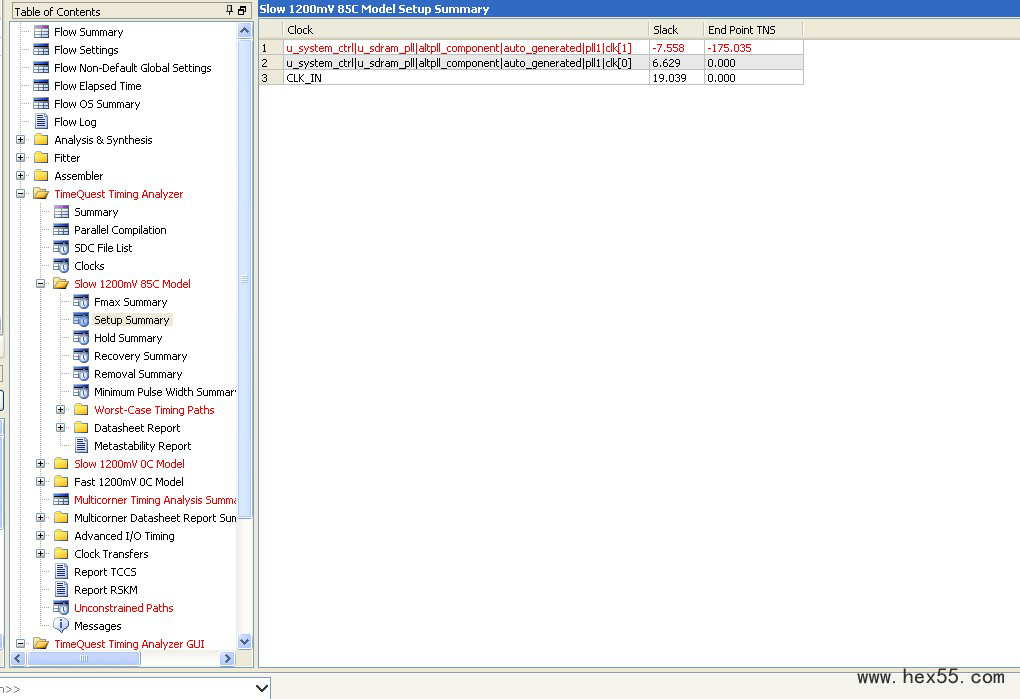 Table of Contents
Flow Summary
Flow Settings
Flow Non-Default Global Settings
Flow Elapsed Time
Flow OS Summary
Flow Log
Analysis & Synthesis
Fitter
Assembler
TimeQuest Timing Analyzer
Summary
Parallel Compilation
SDC File List
Clocks
Slow 1200mV 85C Model
Fmax Summary
Setup Summary
Hold Summary
Recovery Summary
Removal Summary
Minimum Pulse Width Summar
Worst-Case Timing Paths
Datasheet Report
Metastability Report
Slow 1200mV 0C Model
Fast 1200mV 0C Model
Multicorner Timing Analysis Summa
Multicorner Datasheet Report Sum
Advanced I/O Timing
Clock Transfers
Report TCCS
Report RSKM
Unconstrained Paths
Messages
TimeQuest Timing Analyzer GUI
n>>
Slow 1200mV 85C Model Setup Summary
Clock Slack End Point TNS
1 u_system_ctrl|u_sdram_pll|altpll_component|auto_generated|pll1|clk[1] -7.558 -175.035
2 u_system_ctrl|u_sdram_pll|altpll_component|auto_generated|pll1|clk[0] 6.629 0.000
3 CLK_IN 19.039 0.000
www.hex55.com